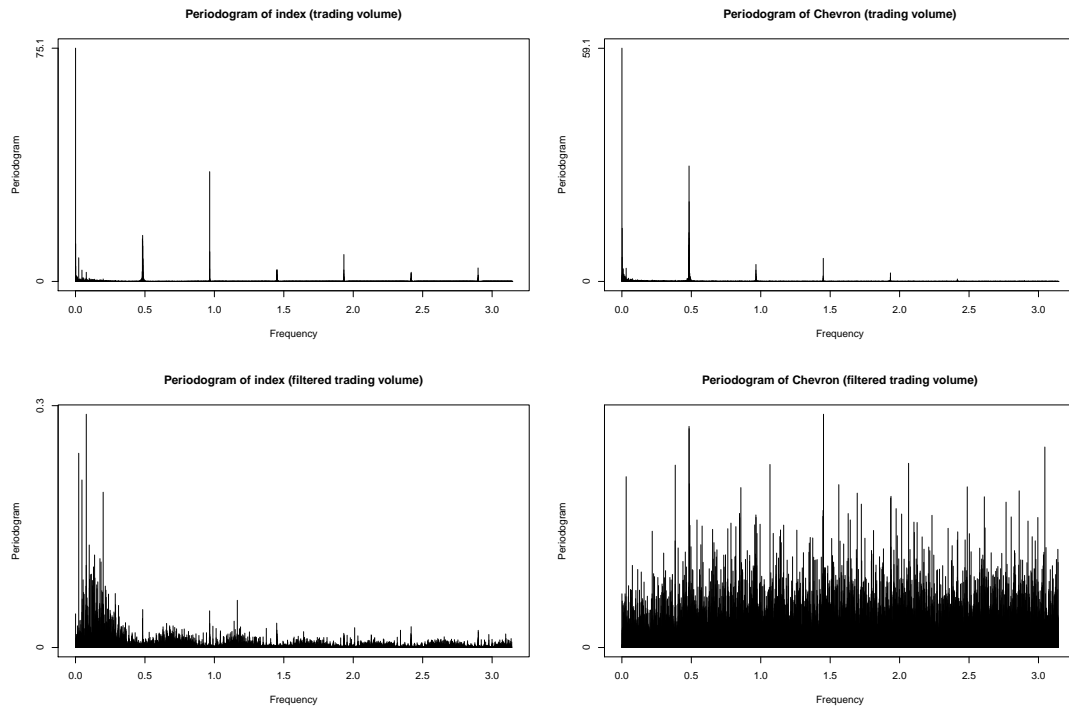 Periodogram of index (trading volume)
Periodogram
75.1
0
0.0 0.5 1.0 1.5 2.0 2.5 3.0
Frequency
Periodogram of Chevron (trading volume)
Periodogram
59.1
0
0.0 0.5 1.0 1.5 2.0 2.5 3.0
Frequency
Periodogram of index (filtered trading volume)
Periodogram
0.3
0
0.0 0.5 1.0 1.5 2.0 2.5 3.0
Frequency
Periodogram of Chevron (filtered trading volume)
Periodogram
0
0.0 0.5 1.0 1.5 2.0 2.5 3.0
Frequency